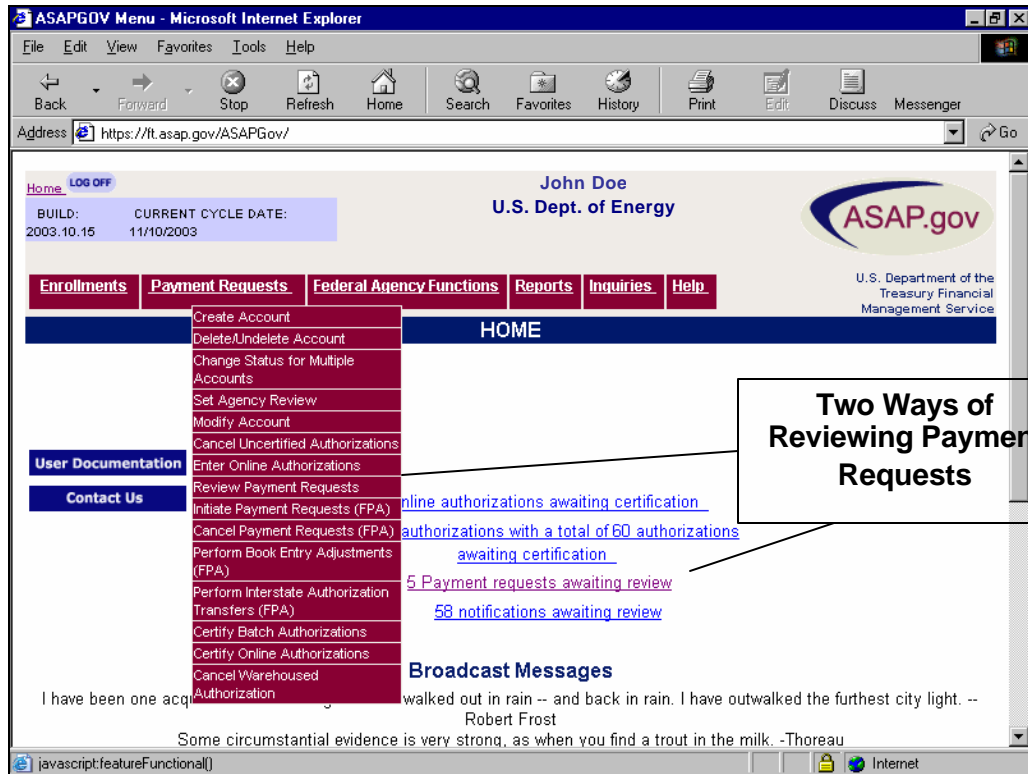 ASAPGOV Menu - Microsoft Internet Explorer
File Edit View Favorites Tools Help
Back Forward Stop Refresh Home Search Favorites History Print Edit Discuss Messenger
Address https://ft.asap.gov/ASAPGov/ Go
Home LOG OFF
BUILD: CURRENT CYCLE DATE:
2003.10.15 11/10/2003
John Doe
U.S. Dept. of Energy
ASAP.gov
U.S. Department of the
Treasury Financial
Management Service
Enrollments Payment Requests Federal Agency Functions Reports Inquiries Help
HOME
Create Account
Delete/Undelete Account
Change Status for Multiple
Accounts
Set Agency Review
Modify Account
Cancel Uncertified Authorizations
Enter Online Authorizations
Review Payment Requests
Initiate Payment Requests (FPA)
Cancel Payment Requests (FPA)
Perform Book Entry Adjustments
(FPA)
Perform Interstate Authorization
Transfers (FPA)
Certify Batch Authorizations
Certify Online Authorizations
Cancel Warehoused
Authorization
User Documentation
Contact Us
Two Ways of
Reviewing Paymen
Requests
nline authorizations awaiting certification
authorizations with a total of 60 authorizations
awaiting certification
5 Payment requests awaiting review
58 notifications awaiting review
Broadcast Messages
I have been one acq walked out in rain -- and back in rain. I have outwalked the furthest city light. --
Robert Frost
Some circumstantial evidence is very strong, as when you find a trout in the milk. -Thoreau
javascript:featureFunctional() Internet